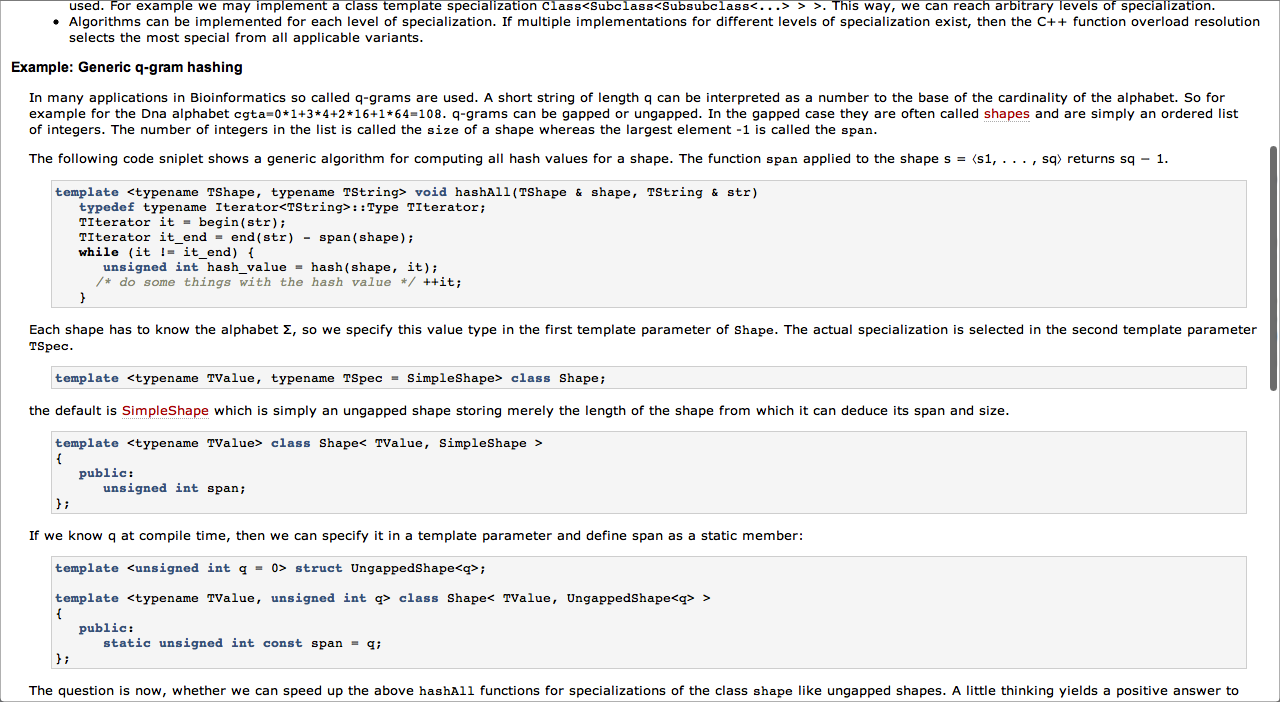 used. For example we may implement a class template specialization Class<Subclass<Subsubclass<...> > >. This way, we can reach arbitrary levels of specialization.
• Algorithms can be implemented for each level of specialization. If multiple implementations for different levels of specialization exist, then the C++ function overload resolution
selects the most special from all applicable variants.
Example: Generic q-gram hashing
In many applications in Bioinformatics so called q-grams are used. A short string of length q can be interpreted as a number to the base of the cardinality of the alphabet. So for
example for the Dna alphabet cgta=0*1+3*4+2*16+1*64=108. q-grams can be gapped or ungapped. In the gapped case they are often called shapes and are simply an ordered list
of integers. The number of integers in the list is called the size of a shape whereas the largest element -1 is called the span.
The following code sniplet shows a generic algorithm for computing all hash values for a shape. The function span applied to the shape s = ⟨s1, . . . , sq⟩ returns sq − 1.
template <typename TShape, typename TString> void hashAll(TShape & shape, TString & str)
typedef typename Iterator<TString>::Type TIterator;
TIterator it = begin(str);
TIterator it_end = end(str) - span(shape);
while (it != it_end) {
unsigned int hash_value = hash(shape, it);
/* do some things with the hash value */ ++it;
}
Each shape has to know the alphabet Σ, so we specify this value type in the first template parameter of Shape. The actual specialization is selected in the second template parameter
TSpec.
template <typename TValue, typename TSpec = SimpleShape> class Shape;
the default is SimpleShape which is simply an ungapped shape storing merely the length of the shape from which it can deduce its span and size.
template <typename TValue> class Shape< TValue, SimpleShape >
{
public:
unsigned int span;
};
If we know q at compile time, then we can specify it in a template parameter and define span as a static member:
template <unsigned int q = 0> struct UngappedShape<q>;
template <typename TValue, unsigned int q> class Shape< TValue, UngappedShape<q> >
{
public:
static unsigned int const span = q;
};
The question is now, whether we can speed up the above hashAll functions for specializations of the class shape like ungapped shapes. A little thinking yields a positive answer to